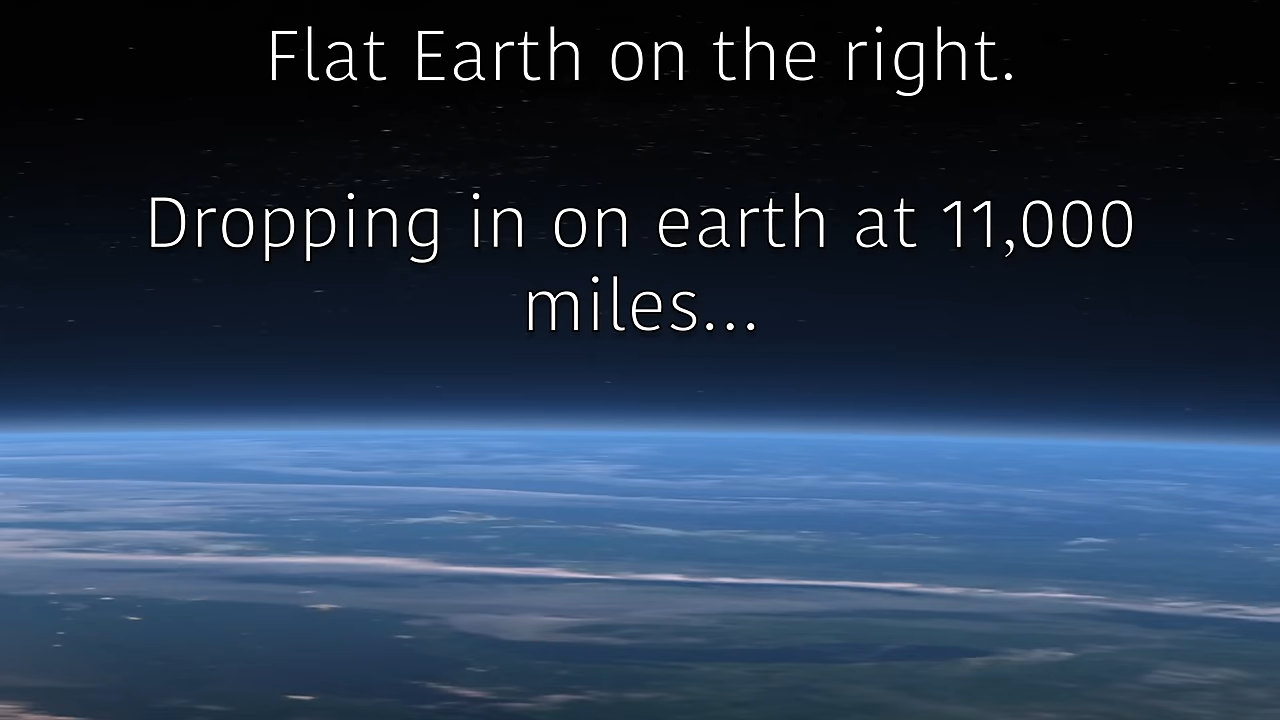 Flat Earth on the right.
Dropping in on earth at 11,000
miles...